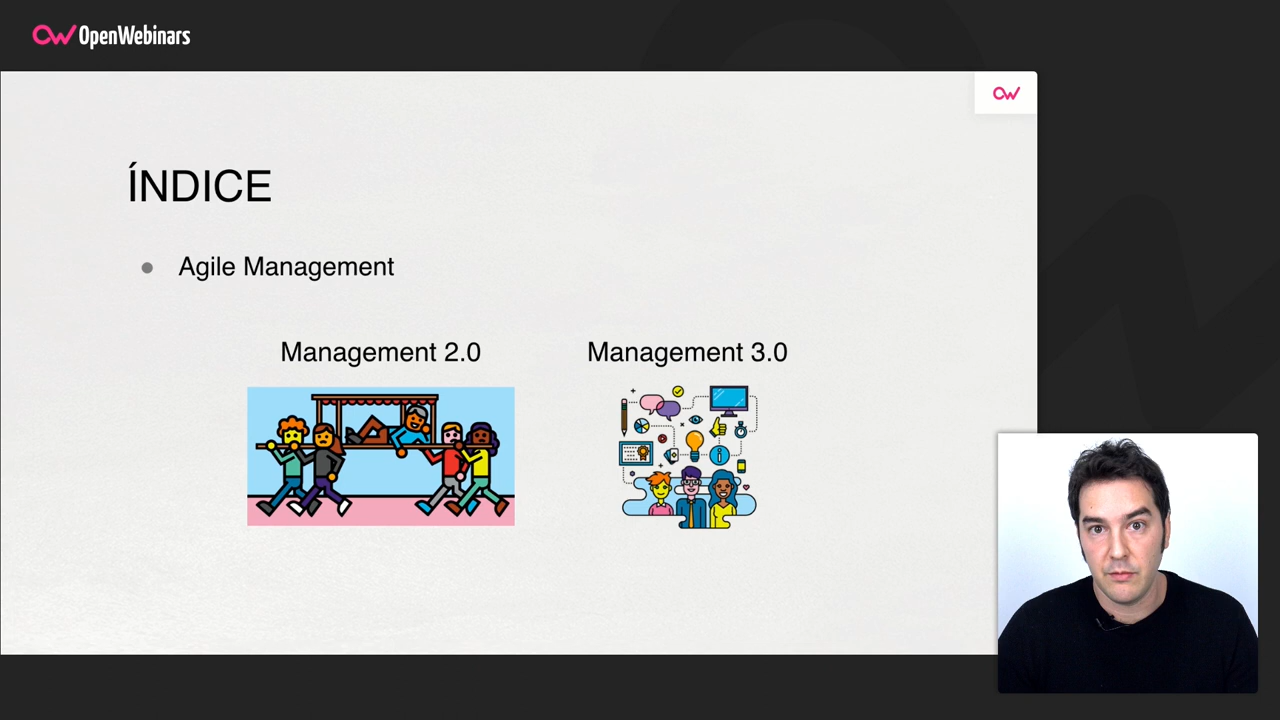 OpenWebinars
ÍNDICE
Agile Management
Management 2.0
Management 3.0